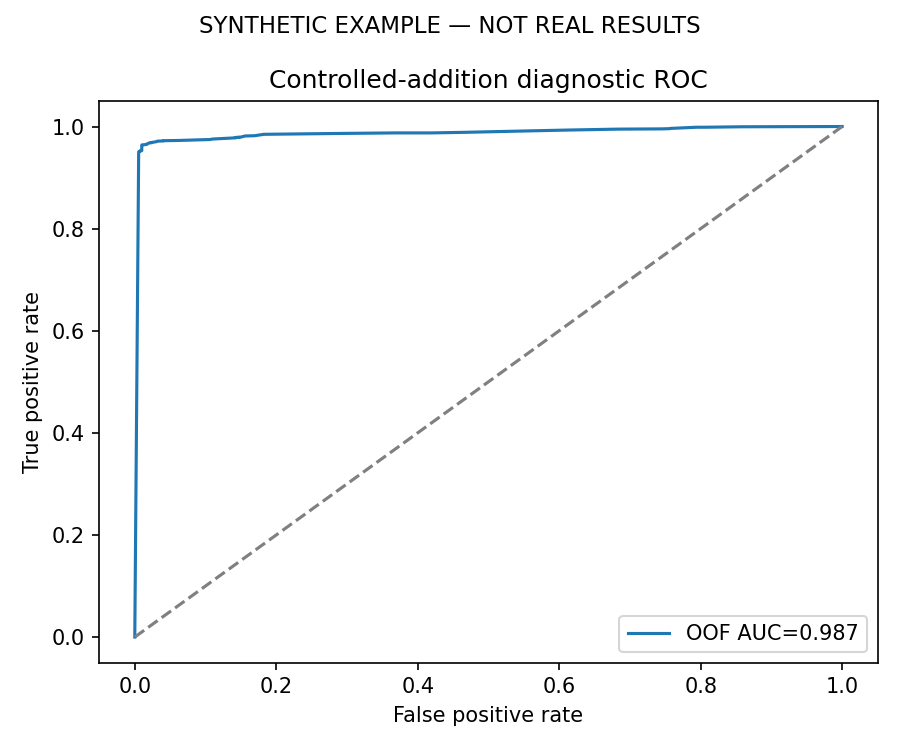 SYNTHETIC EXAMPLE — NOT REAL RESULTS
Controlled-addition diagnostic ROC
1.0
0.8
0.6
0.4
0.2
0.0
True positive rate
OOF AUC=0.987
0.0 0.2 0.4 0.6 0.8 1.0
False positive rate